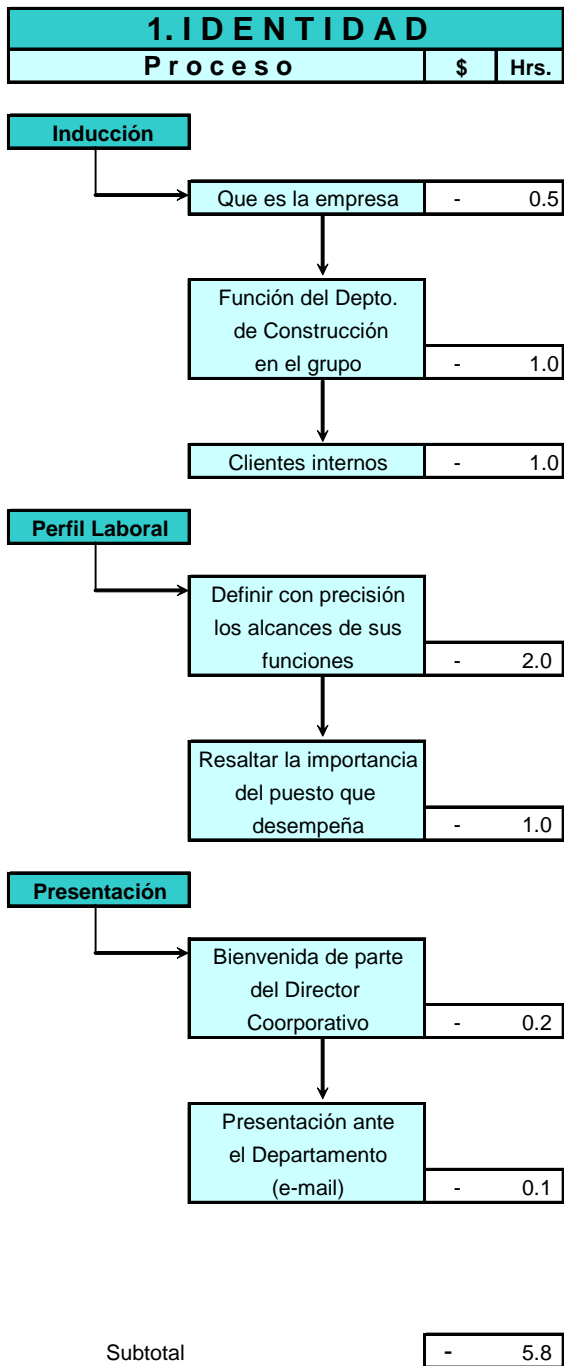 1. I D E N T I D A D
P r o c e s o $ Hrs.
Inducción
Que es la empresa - 0.5
Función del Depto.
de Construcción
en el grupo - 1.0
Clientes internos - 1.0
Perfil Laboral
Definir con precisión
los alcances de sus
funciones - 2.0
Resaltar la importancia
del puesto que
desempeña - 1.0
Presentación
Bienvenida de parte
del Director
Coorporativo - 0.2
Presentación ante
el Departamento
(e-mail) - 0.1
Subtotal - 5.8